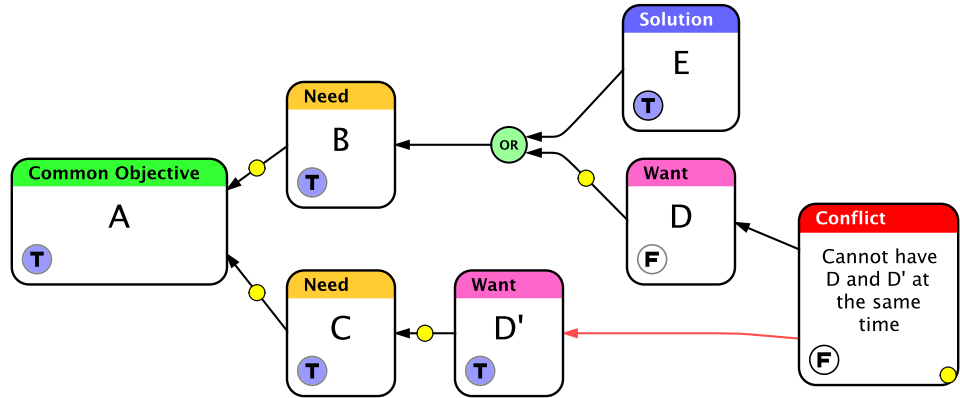 Solution
E
T
Need
B
T
OR
Common Objective
A
T
Want
D
F
Conflict
Cannot have
D and D' at
the same
time
F
Need
C
T
Want
D'
T